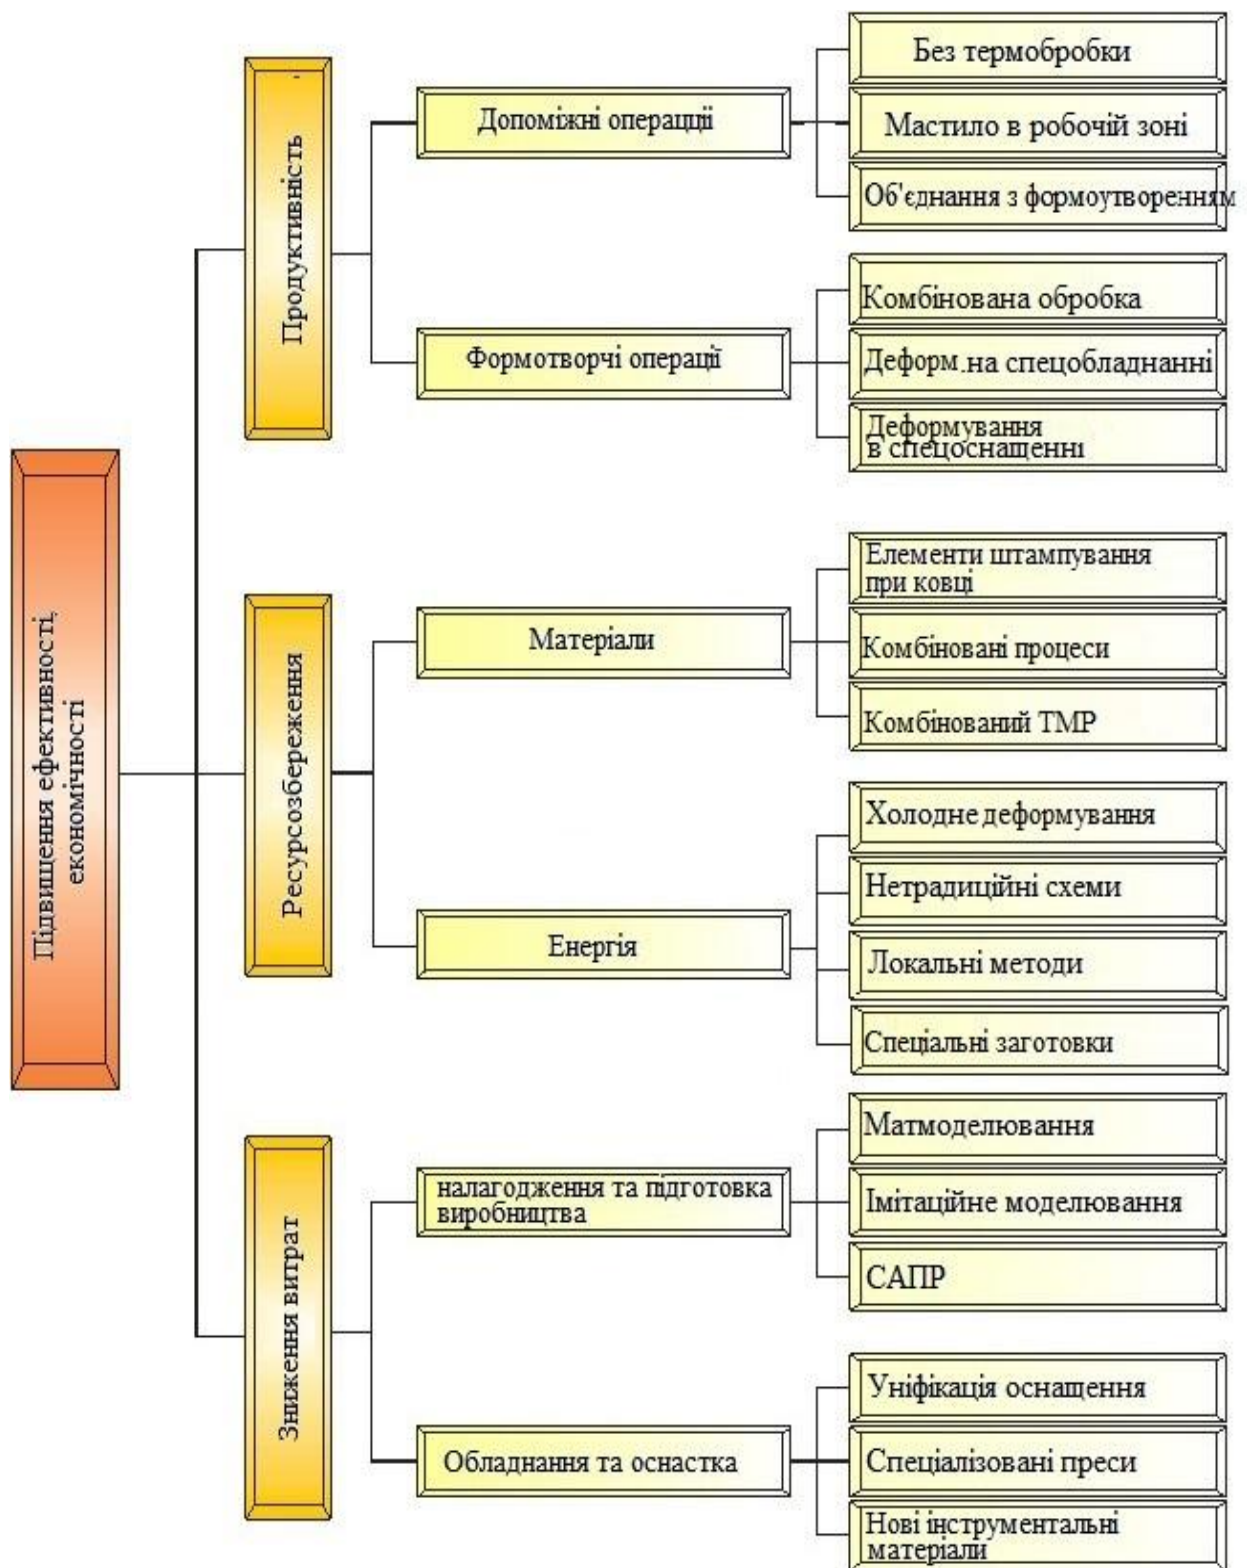 Підвищення ефективності,
економічності
Продуктивність
Допоміжні операццїі
Без термобробки
Мастило в робочій зоні
Об'єднання з формоутворенням
Формотворчі операції
Комбінована обробка
Деформ.на спецобладнанні
Деформування
в спецоснащенні
Ресурсозбереження
Матеріали
Елементи штампування
при ковці
Комбіновані процеси
Комбінований ТМР
Енергія
Холодне деформування
Нетрадиційні схеми
Локальні методи
Спеціальні заготовки
Зниження витрат
налагодження та підготовка
виробництва
Матмоделювання
Імітаційне моделювання
САПР
Обладнання та оснастка
Уніфікація оснащення
Спеціалізовані преси
Нові інструментальні
матеріали